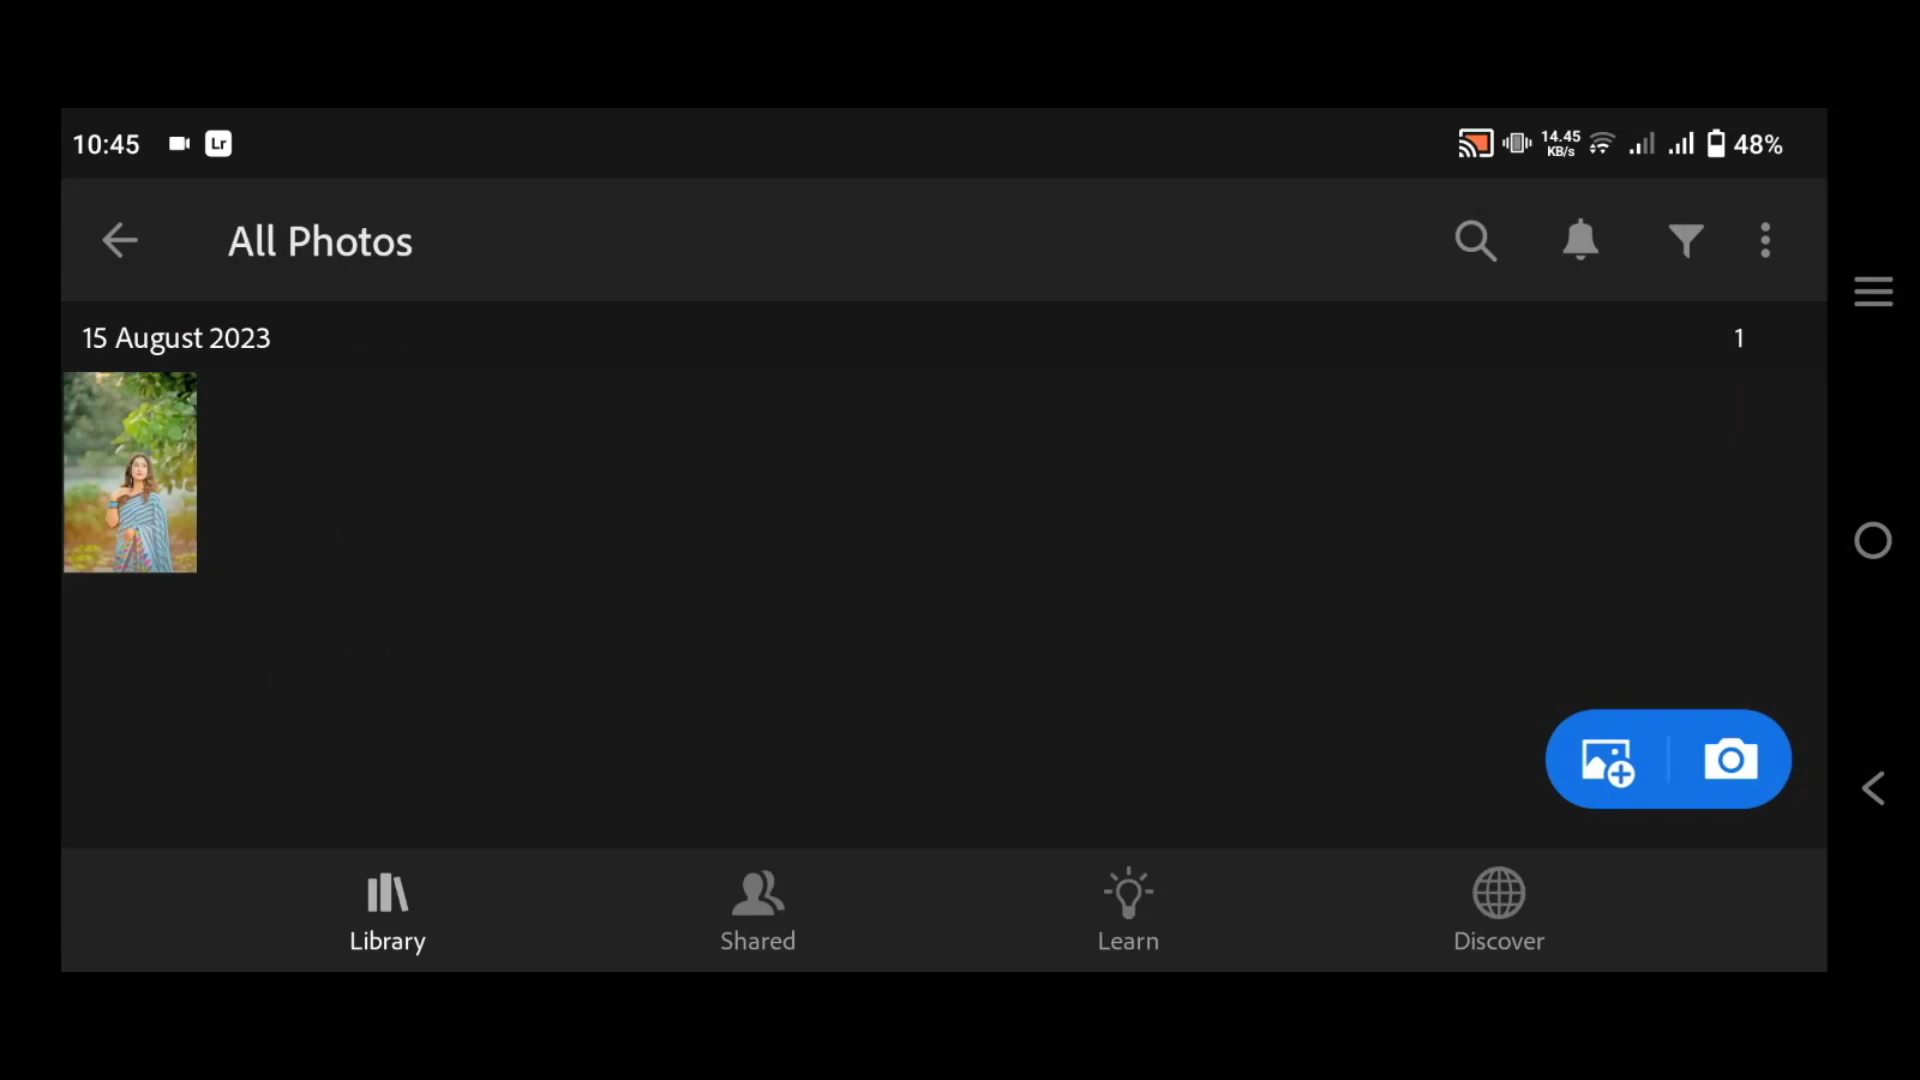 10:45 Lr 14.45 KB/s 48%
All Photos
15 August 2023 1
Library Shared Learn Discover